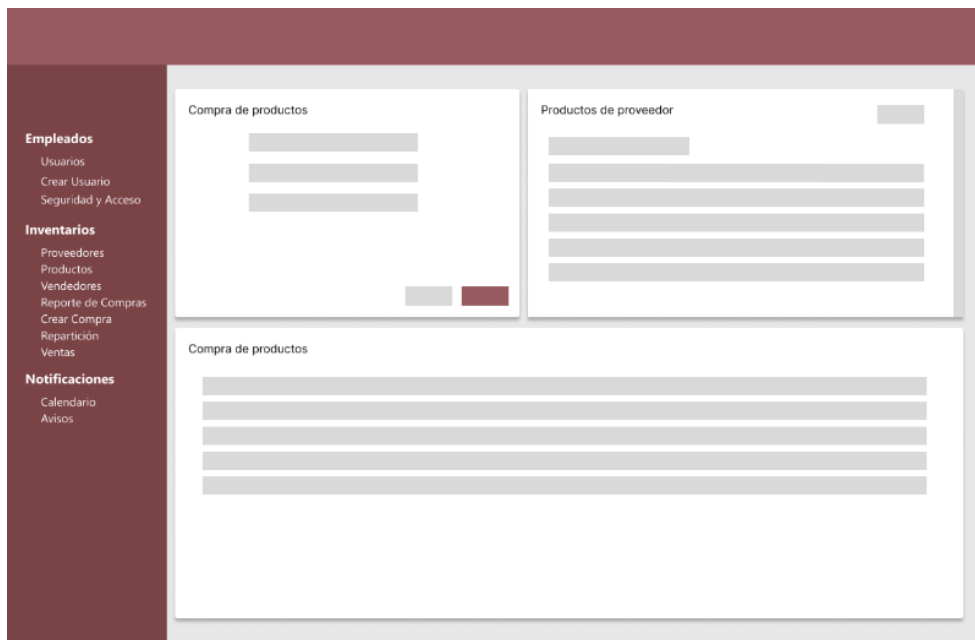 Empleados
Usuarios
Crear Usuario
Seguridad y Acceso
Inventarios
Proveedores
Productos
Vendedores
Reporte de Compras
Crear Compra
Repartición
Ventas
Notificaciones
Calendario
Avisos
Compra de productos
Productos de proveedor
Compra de productos